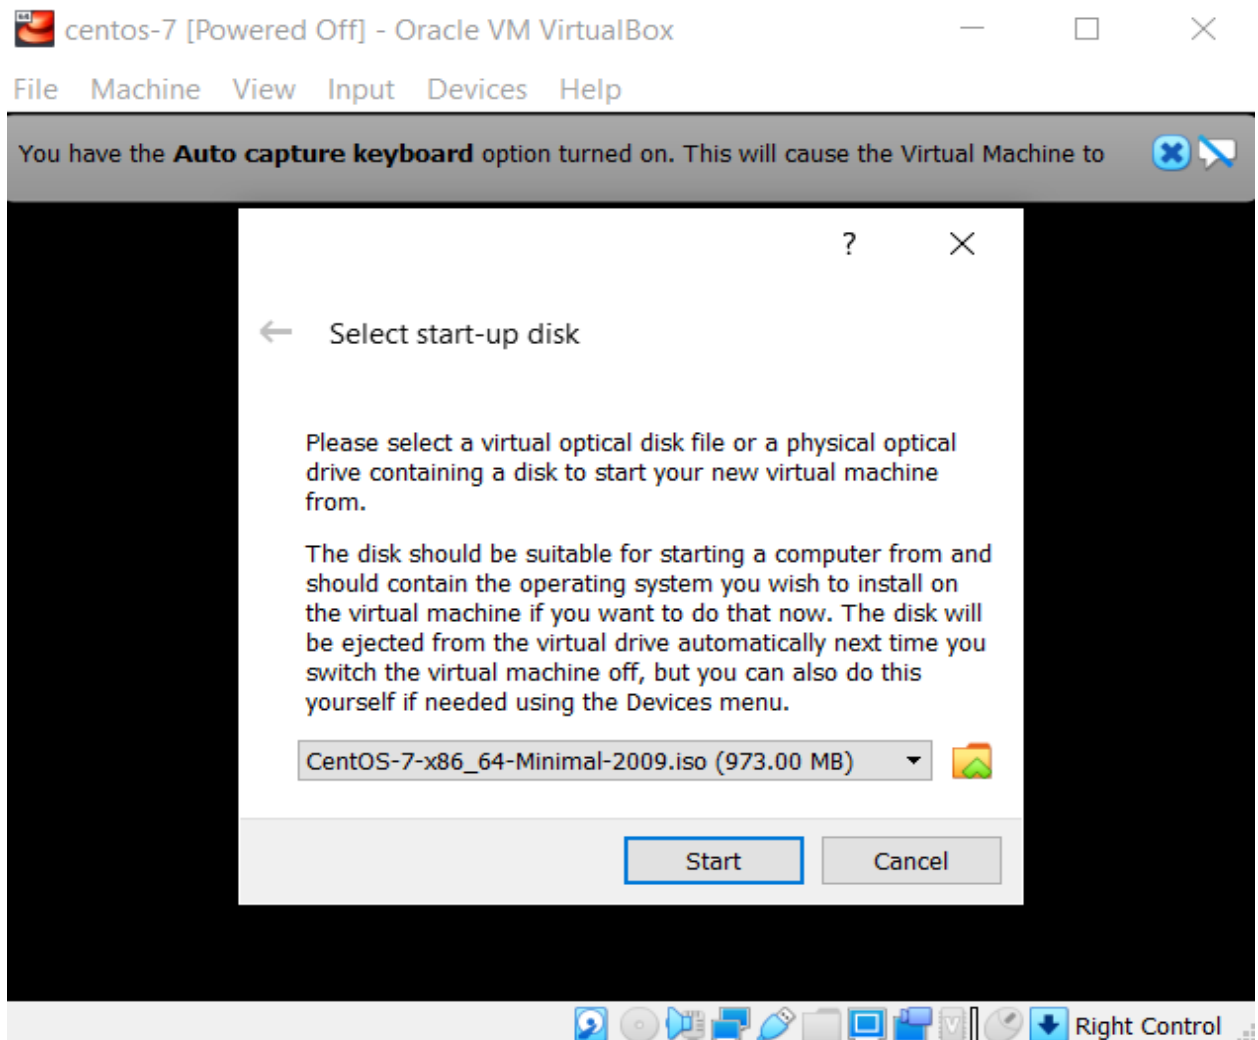 centos-7 [Powered Off] - Oracle VM VirtualBox
File Machine View Input Devices Help
You have the Auto capture keyboard option turned on. This will cause the Virtual Machine to
?
Select start-up disk
Please select a virtual optical disk file or a physical optical
drive containing a disk to start your new virtual machine
from.
The disk should be suitable for starting a computer from and
should contain the operating system you wish to install on
the virtual machine if you want to do that now. The disk will
be ejected from the virtual drive automatically next time you
switch the virtual machine off, but you can also do this
yourself if needed using the Devices menu.
CentOS-7-x86_64-Minimal-2009.iso (973.00 MB)
Start Cancel
Right Control